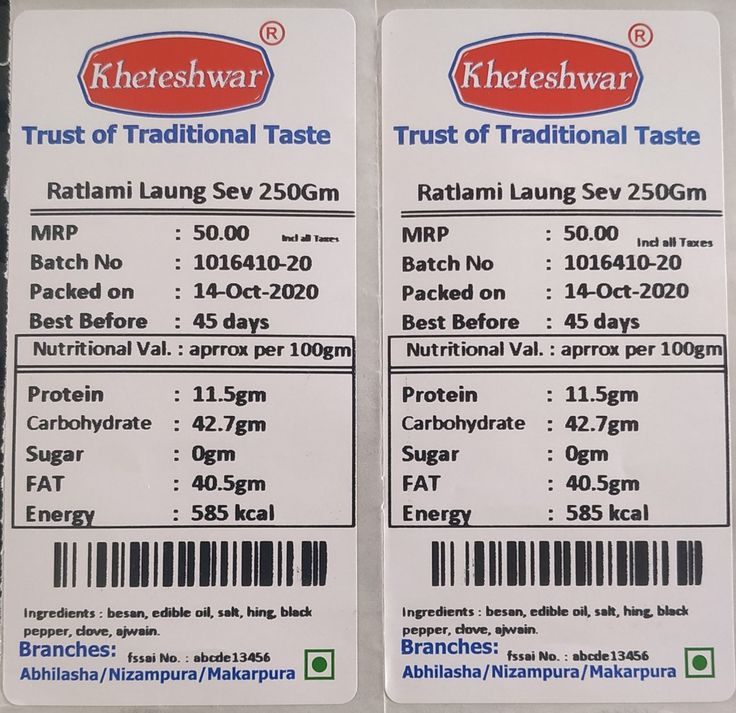 Kheteshwar ®
Trust of Traditional Taste
Ratlami Laung Sev 250Gm
MRP : 50.00 Incl all Taxes
Batch No : 1016410-20
Packed on : 14-Oct-2020
Best Before : 45 days
Nutritional Val. : aprrox per 100gm
Protein : 11.5gm
Carbohydrate : 42.7gm
Sugar : 0gm
FAT : 40.5gm
Energy : 585 kcal
Ingredients : besan, edible oil, salt, hing, black
pepper, clove, ajwain.
Branches: fssai No. : abcde13456
Abhilasha/Nizampura/Makarpura
Kheteshwar ®
Trust of Traditional Taste
Ratlami Laung Sev 250Gm
MRP : 50.00 Incl all Taxes
Batch No : 1016410-20
Packed on : 14-Oct-2020
Best Before : 45 days
Nutritional Val. : aprrox per 100gm
Protein : 11.5gm
Carbohydrate : 42.7gm
Sugar : 0gm
FAT : 40.5gm
Energy : 585 kcal
Ingredients : besan, edible oil, salt, hing, black
pepper, clove, ajwain.
Branches: fssai No. : abcde13456
Abhilasha/Nizampura/Makarpura